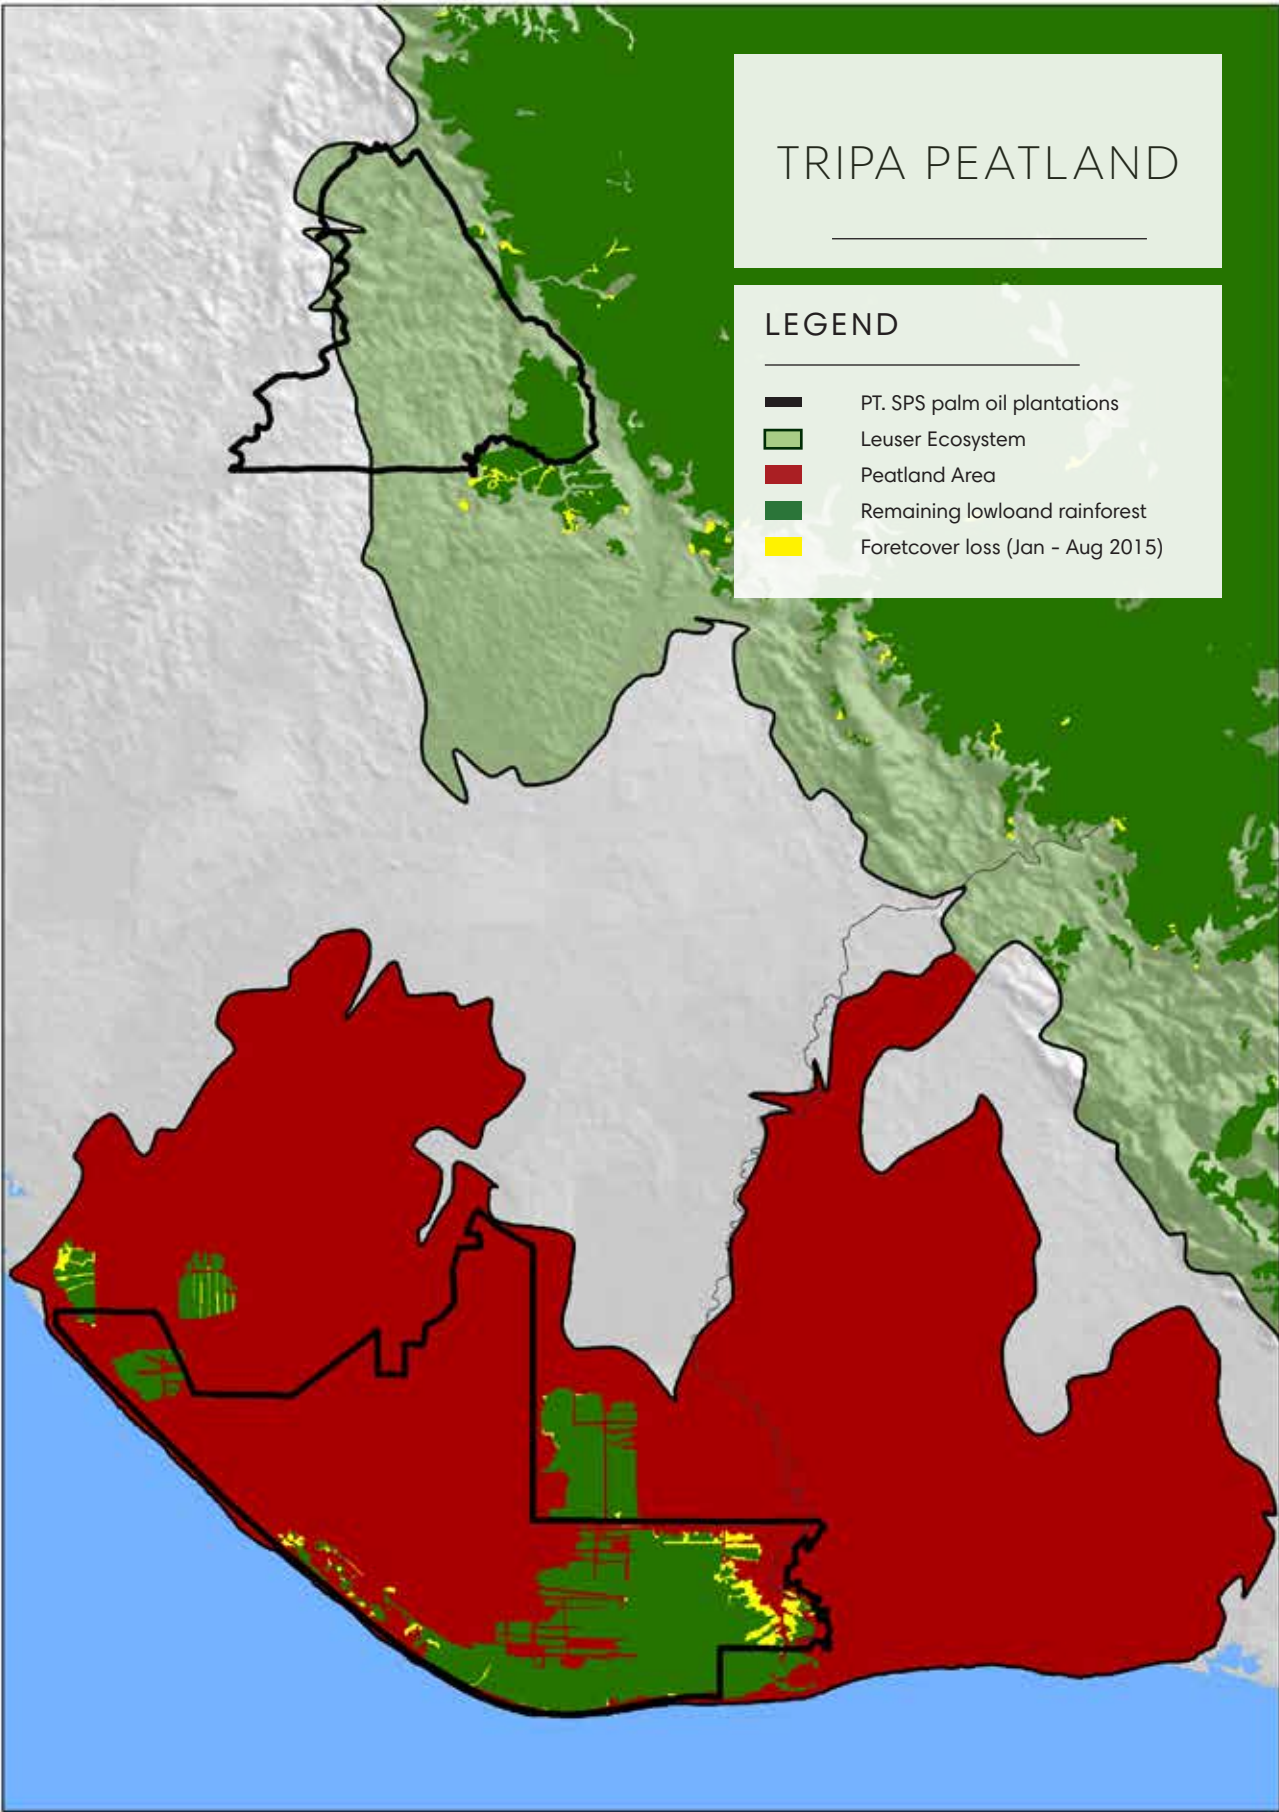 TRIPA PEATLAND
LEGEND
PT. SPS palm oil plantations
Leuser Ecosystem
Peatland Area
Remaining lowloand rainforest
Foretcover loss (Jan - Aug 2015)